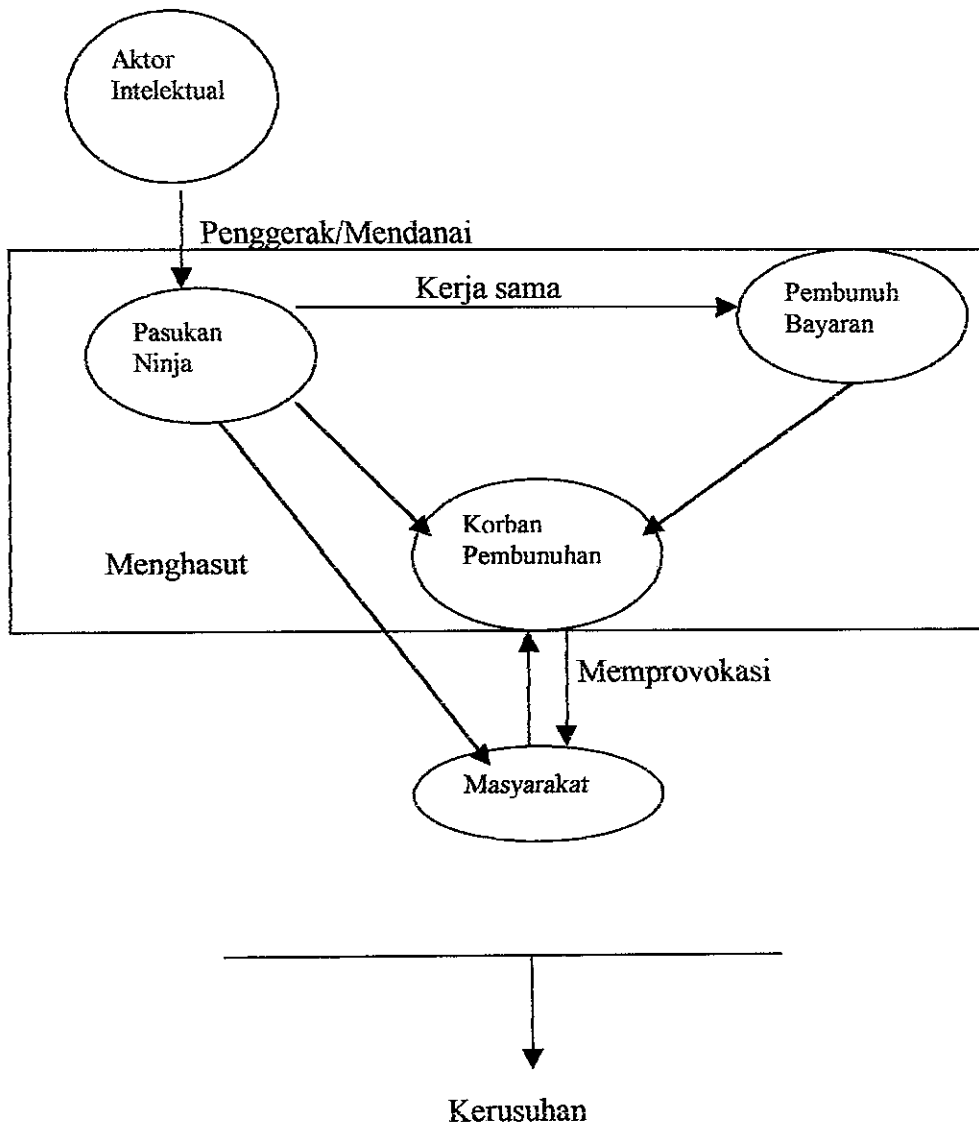 Aktor
Intelektual
Penggerak/Mendanai
Kerja sama
Pembunuh
Bayaran
Pasukan
Ninja
Korban
Pembunuhan
Menghasut
Memprovokasi
Masyarakat
Kerusuhan